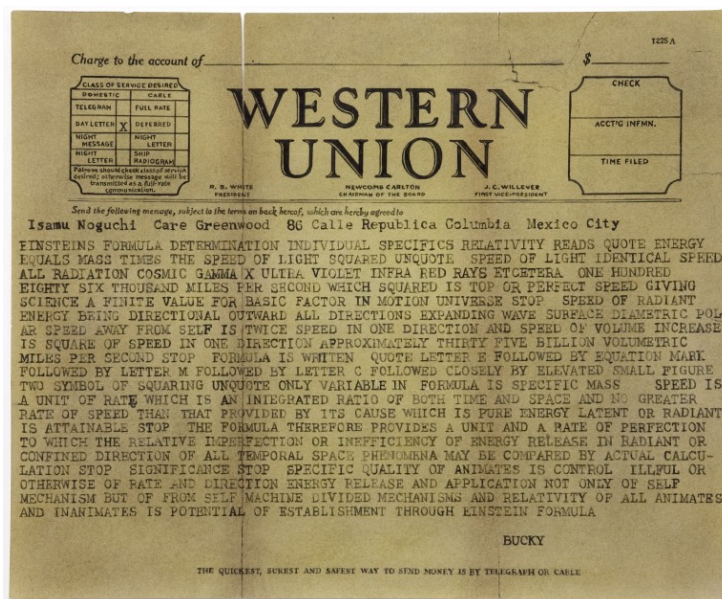 1225 A
Charge to the account of
$
CLASS OF SERVICE DESIRED
DOMESTIC CABLE
TELEGRAM FULL RATE
DAY LETTER X DEFERRED
NIGHT MESSAGE NIGHT LETTER
NIGHT LETTER SHIP RADIOGRAM
Patrons should check class of service
desired; otherwise message will be
transmitted as a full-rate
communication.
WESTERN
UNION
R. B. WHITE
PRESIDENT
NEWCOMB CARLTON
CHAIRMAN OF THE BOARD
J. C. WILLEVER
FIRST VICE-PRESIDENT
CHECK
ACCT'G INFMN.
TIME FILED
Send the following message, subject to the terms on back hereof, which are hereby agreed to
Isamu Noguchi Care Greenwood 86 Calle Republica Columbia Mexico City
EINSTEINS FORMULA DETERMINATION INDIVIDUAL SPECIFICS RELATIVITY READS QUOTE ENERGY
EQUALS MASS TIMES THE SPEED OF LIGHT SQUARED UNQUOTE SPEED OF LIGHT IDENTICAL SPEED
ALL RADIATION COSMIC GAMMA X ULTRA VIOLET INFRA RED RAYS ETCETERA ONE HUNDRED
EIGHTY SIX THOUSAND MILES PER SECOND WHICH SQUARED IS TOP OR PERFECT SPEED GIVING
SCIENCE A FINITE VALUE FOR BASIC FACTOR IN MOTION UNIVERSE STOP SPEED OF RADIANT
ENERGY BEING DIRECTIONAL OUTWARD ALL DIRECTIONS EXPANDING WAVE SURFACE DIAMETRIC POL
AR SPEED AWAY FROM SELF IS TWICE SPEED IN ONE DIRECTION AND SPEED OF VOLUME INCREASE
IS SQUARE OF SPEED IN ONE DIRECTION APPROXIMATELY THIRTY FIVE BILLION VOLUMETRIC
MILES PER SECOND STOP FORMULA IS WRITTEN QUOTE LETTER E FOLLOWED BY EQUATION MARK
FOLLOWED BY LETTER M FOLLOWED BY LETTER C FOLLOWED CLOSELY BY ELEVATED SMALL FIGURE
TWO SYMBOL OF SQUARING UNQUOTE ONLY VARIABLE IN FORMULA IS SPECIFIC MASS SPEED IS
A UNIT OF RATE WHICH IS AN INTEGRATED RATIO OF BOTH TIME AND SPACE AND NO GREATER
RATE OF SPEED THAN THAT PROVIDED BY ITS CAUSE WHICH IS PURE ENERGY LATENT OR RADIANT
IS ATTAINABLE STOP THE FORMULA THEREFORE PROVIDES A UNIT AND A RATE OF PERFECTION
TO WHICH THE RELATIVE IMPERFECTION OR INEFFICIENCY OF ENERGY RELEASE IN RADIANT OR
CONFINED DIRECTION OF ALL TEMPORAL SPACE PHENOMENA MAY BE COMPARED BY ACTUAL CALCU-
LATION STOP SIGNIFICANCE STOP SPECIFIC QUALITY OF ANIMATES IS CONTROL ILLFUL OR
OTHERWISE OF RATE AND DIRECTION ENERGY RELEASE AND APPLICATION NOT ONLY OF SELF
MECHANISM BUT OF FROM SELF MACHINE DIVIDED MECHANISMS AND RELATIVITY OF ALL ANIMATES
AND INANIMATES IS POTENTIAL OF ESTABLISHMENT THROUGH EINSTEIN FORMULA
BUCKY
THE QUICKEST, SUREST AND SAFEST WAY TO SEND MONEY IS BY TELEGRAPH OR CABLE